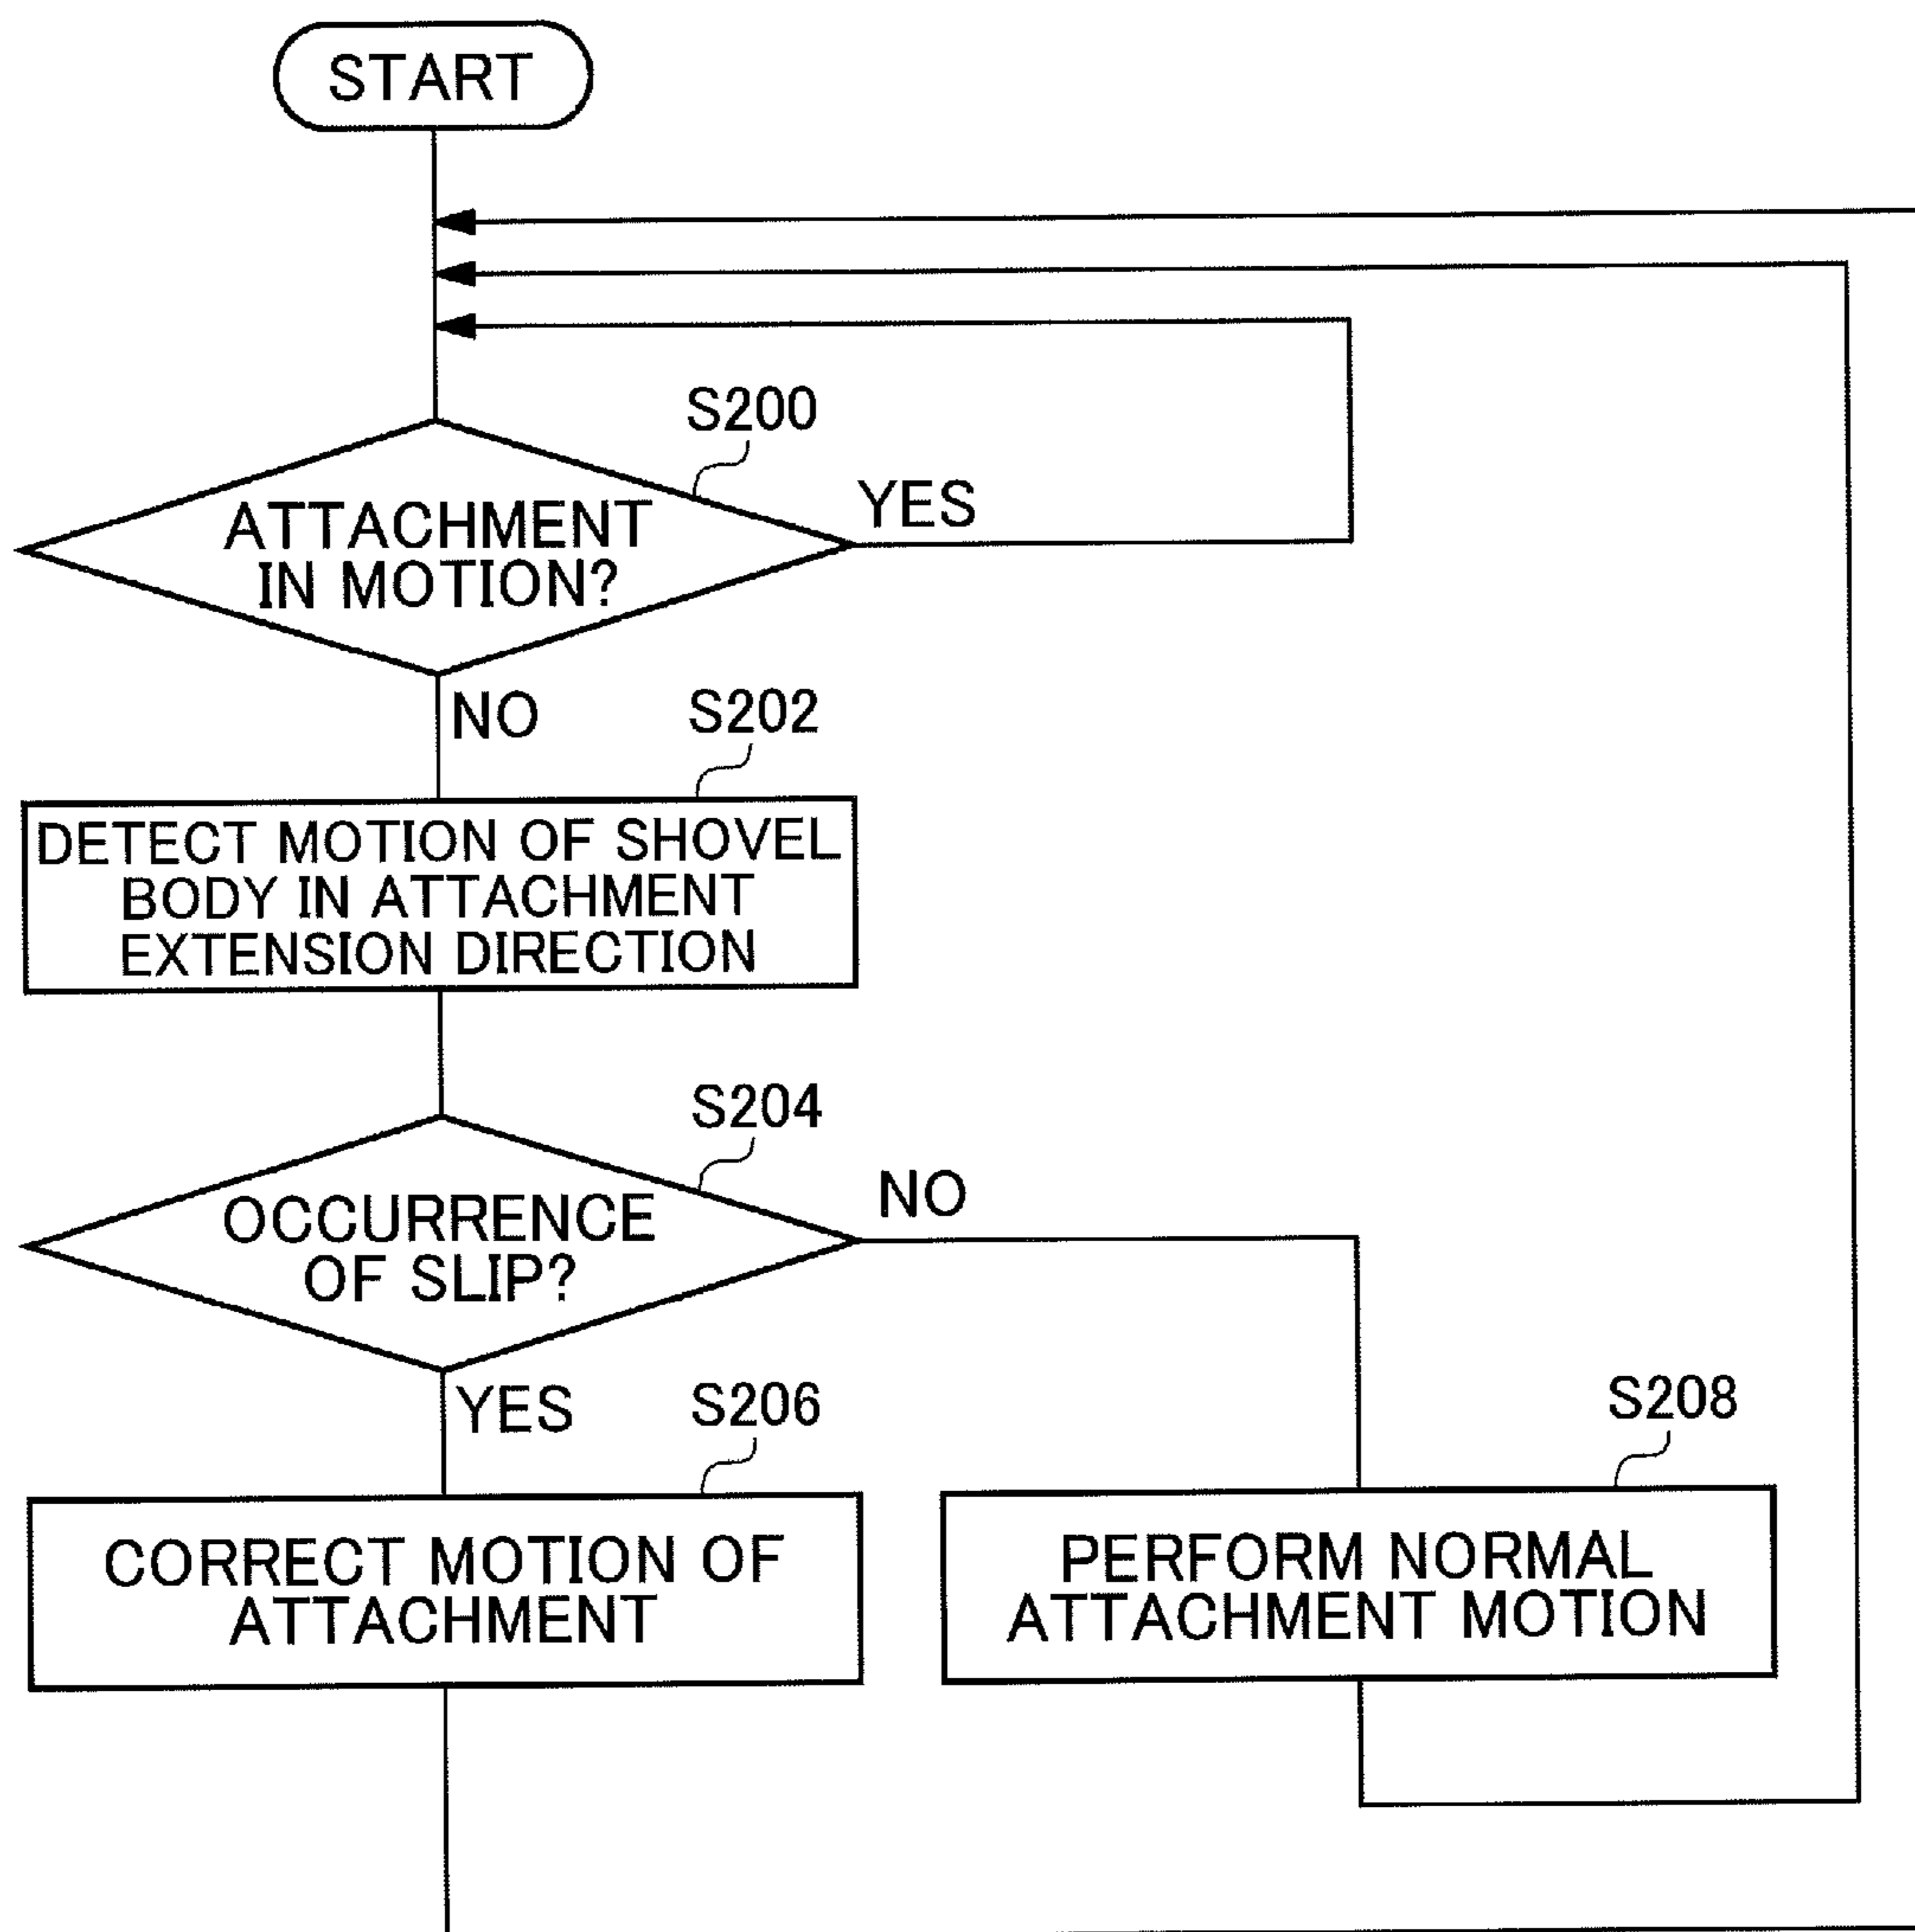 START
S200
ATTACHMENT
IN MOTION?
YES
NO
S202
DETECT MOTION OF SHOVEL
BODY IN ATTACHMENT
EXTENSION DIRECTION
S204
OCCURRENCE
OF SLIP?
NO
YES
S206
CORRECT MOTION OF
ATTACHMENT
S208
PERFORM NORMAL
ATTACHMENT MOTION